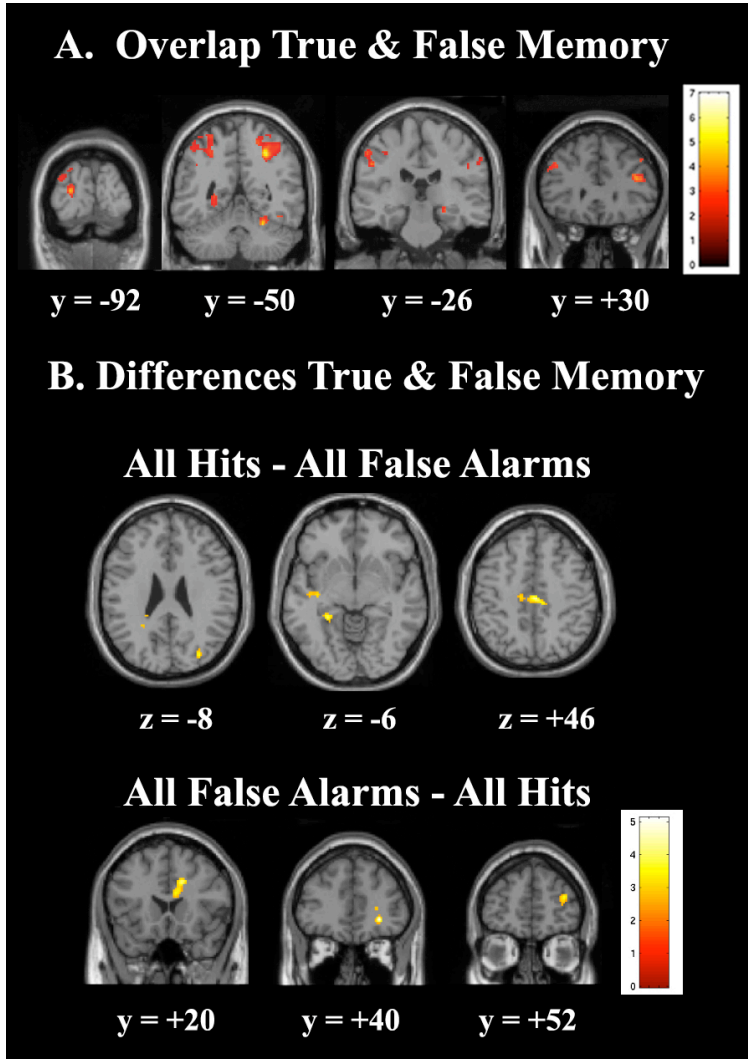 A. Overlap True & False Memory
7
6
5
4
3
2
1
0
y = -92 y = -50 y = -26 y = +30
B. Differences True & False Memory
All Hits - All False Alarms
z = -8 z = -6 z = +46
All False Alarms - All Hits
5
4
3
2
1
0
y = +20 y = +40 y = +52